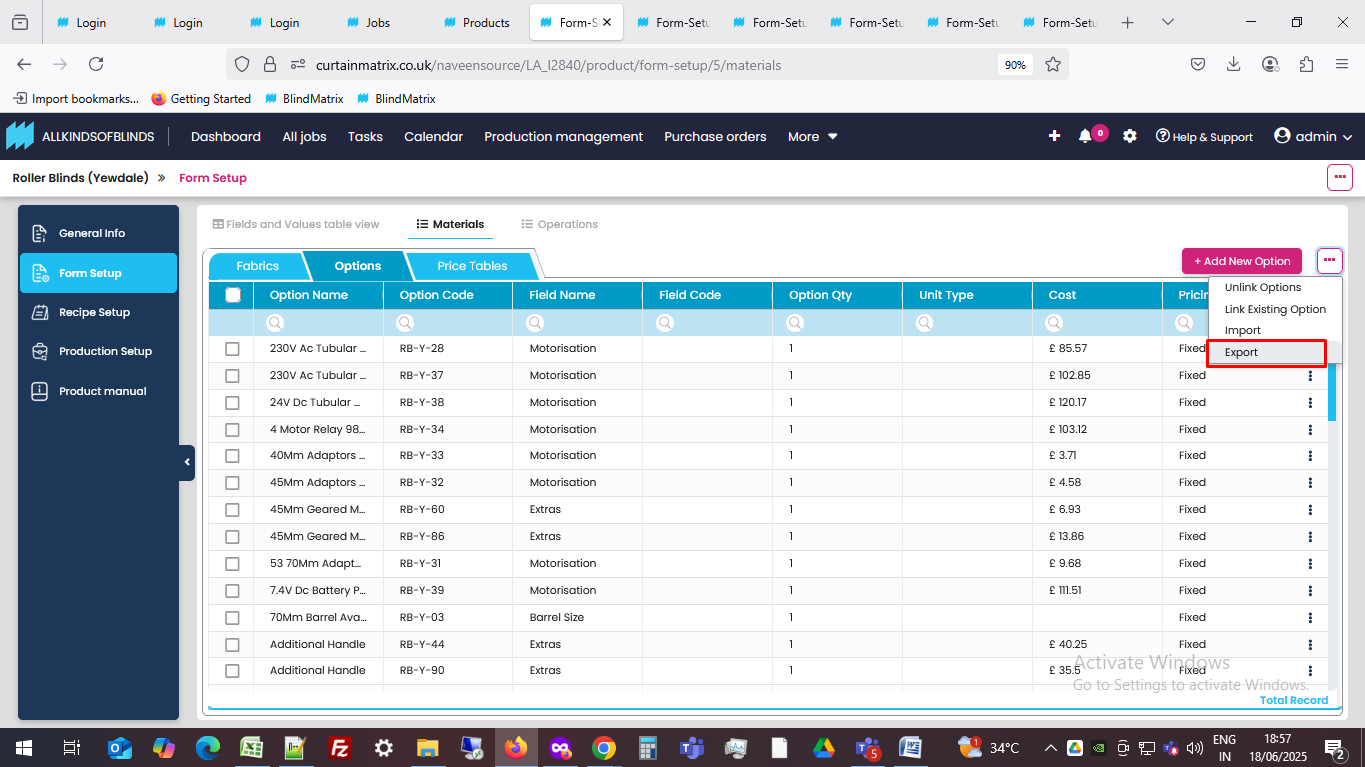 Login
Login
Login
Jobs
Products
Form-S
Form-Setu
Form-Setu
Form-Setu
Form-Setu
Form-Setu
curtainmatrix.co.uk/naveensource/LA_I2840/product/form-setup/5/materials
90%
Import bookmarks...
Getting Started
BlindMatrix
BlindMatrix
ALLKINDSOFBLINDS
Dashboard
All jobs
Tasks
Calendar
Production management
Purchase orders
More
0
Help & Support
admin
Roller Blinds (Yewdale) » Form Setup
General Info
Form Setup
Recipe Setup
Production Setup
Product manual
Fields and Values table view
Materials
Operations
Fabrics
Options
Price Tables
+ Add New Option
Unlink Options
Link Existing Option
Import
Export
Option Name Option Code Field Name Field Code Option Qty Unit Type Cost Pricin
230V Ac Tubular ... RB-Y-28 Motorisation 1 £ 85.57 Fixed
230V Ac Tubular ... RB-Y-37 Motorisation 1 £ 102.85 Fixed
24V Dc Tubular ... RB-Y-38 Motorisation 1 £ 120.17 Fixed
4 Motor Relay 98... RB-Y-34 Motorisation 1 £ 103.12 Fixed
40Mm Adaptors ... RB-Y-33 Motorisation 1 £ 3.71 Fixed
45Mm Adaptors ... RB-Y-32 Motorisation 1 £ 4.58 Fixed
45Mm Geared M... RB-Y-60 Extras 1 £ 6.93 Fixed
45Mm Geared M... RB-Y-86 Extras 1 £ 13.86 Fixed
53 70Mm Adapt... RB-Y-31 Motorisation 1 £ 9.68 Fixed
7.4V Dc Battery P... RB-Y-39 Motorisation 1 £ 111.51 Fixed
70Mm Barrel Ava... RB-Y-03 Barrel Size 1 Fixed
Additional Handle RB-Y-44 Extras 1 £ 40.25 Fixed
Additional Handle RB-Y-90 Extras 1 £ 35.5 Fixed
Activate Windows
Go to Settings to activate Windows.
Total Record
34°C
ENG
IN
18:57
18/06/2025
5
2